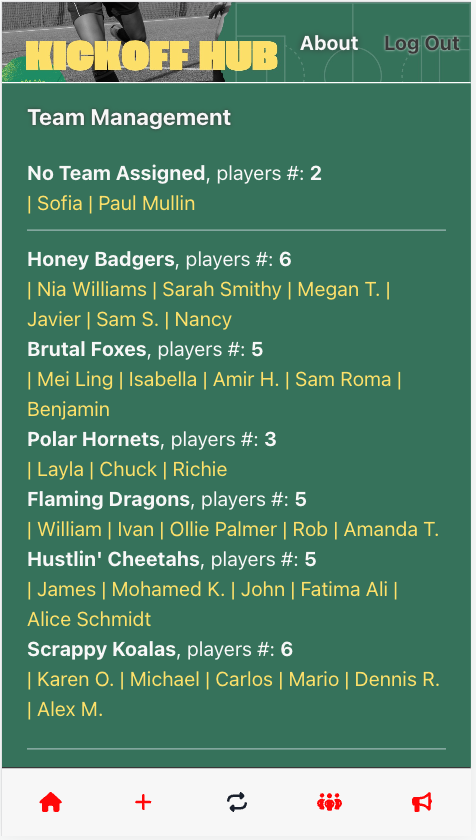 KICKOFF HUB
About Log Out
Team Management
No Team Assigned, players #: 2
| Sofia | Paul Mullin
Honey Badgers, players #: 6
| Nia Williams | Sarah Smithy | Megan T. |
Javier | Sam S. | Nancy
Brutal Foxes, players #: 5
| Mei Ling | Isabella | Amir H. | Sam Roma |
Benjamin
Polar Hornets, players #: 3
| Layla | Chuck | Richie
Flaming Dragons, players #: 5
| William | Ivan | Ollie Palmer | Rob | Amanda T.
Hustlin' Cheetahs, players #: 5
| James | Mohamed K. | John | Fatima Ali |
Alice Schmidt
Scrappy Koalas, players #: 6
| Karen O. | Michael | Carlos | Mario | Dennis R.
| Alex M.